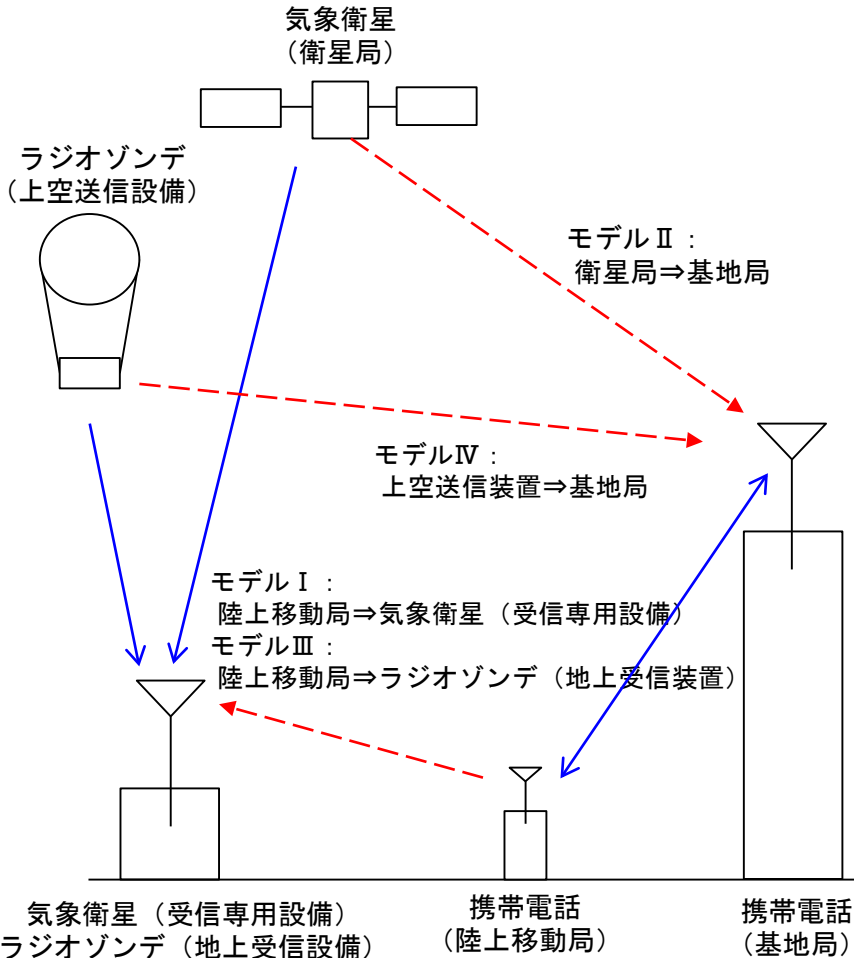 気象衛星
（衛星局）
ラジオゾンデ
（上空送信設備）
モデルⅡ：
衛星局⇒基地局
モデルⅣ：
上空送信装置⇒基地局
モデルⅠ：
陸上移動局⇒気象衛星（受信専用設備）
モデルⅢ：
陸上移動局⇒ラジオゾンデ（地上受信装置）
気象衛星（受信専用設備）
ラジオゾンデ（地上受信設備）
携帯電話
（陸上移動局）
携帯電話
（基地局）